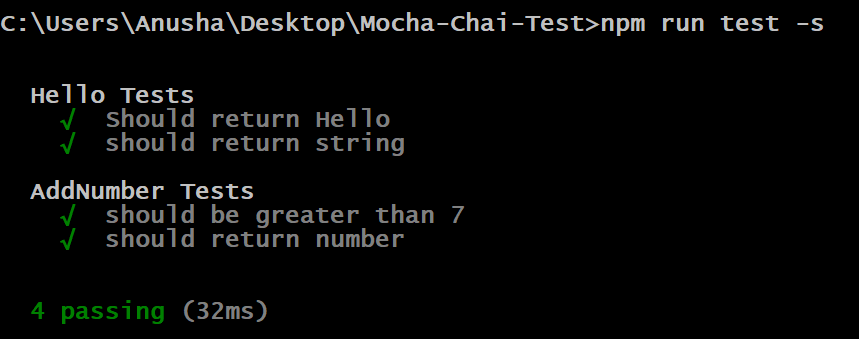 C:\Users\Anusha\Desktop\Mocha-Chai-Test>npm run test -s
Hello Tests
√ Should return Hello
√ should return string
AddNumber Tests
√ should be greater than 7
√ should return number
4 passing (32ms)